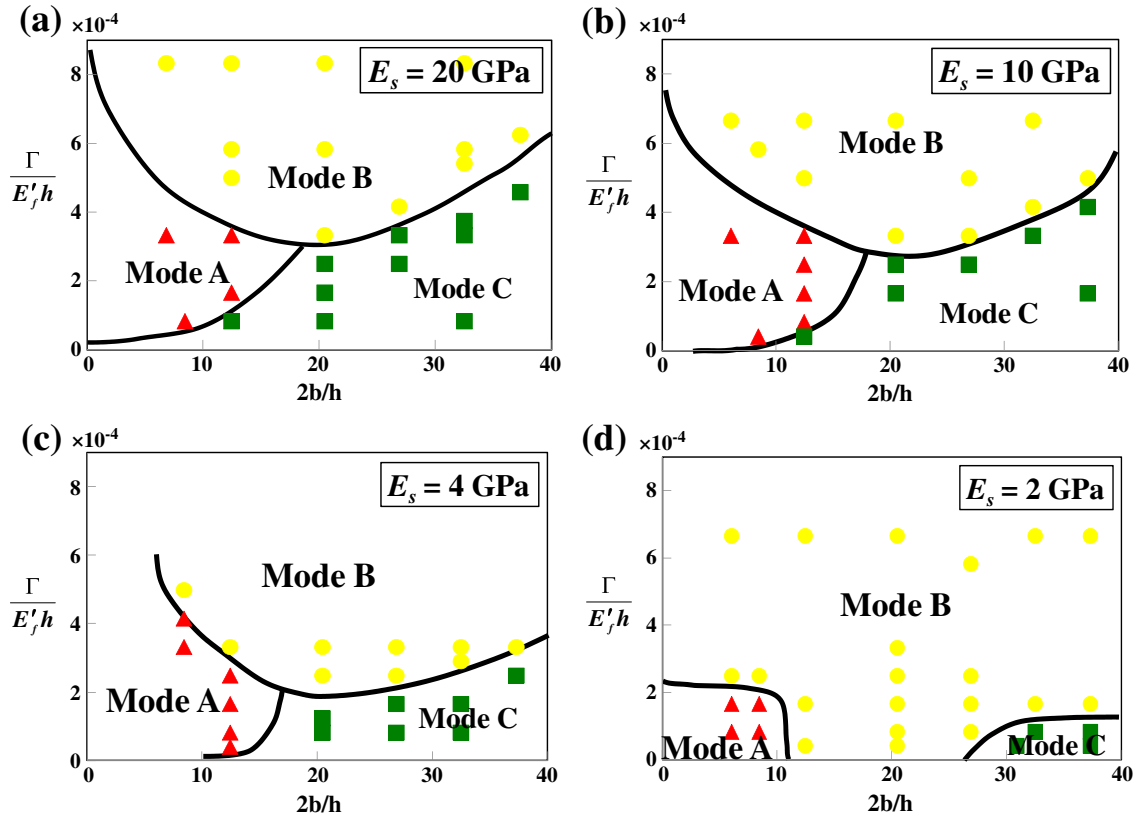 (a)
×10⁻⁴
E_s = 20 GPa
8
6
Γ
E′_f h
4
2
0
Mode B
Mode A
Mode C
0 10 20 30 40
2b/h
(b)
×10⁻⁴
E_s = 10 GPa
8
6
Γ
E′_f h
4
2
0
Mode B
Mode A
Mode C
0 10 20 30 40
2b/h
(c)
×10⁻⁴
E_s = 4 GPa
8
6
Γ
E′_f h
4
2
0
Mode B
Mode A
Mode C
0 10 20 30 40
2b/h
(d)
×10⁻⁴
E_s = 2 GPa
8
6
Γ
E′_f h
4
2
0
Mode B
Mode A
Mode C
0 10 20 30 40
2b/h